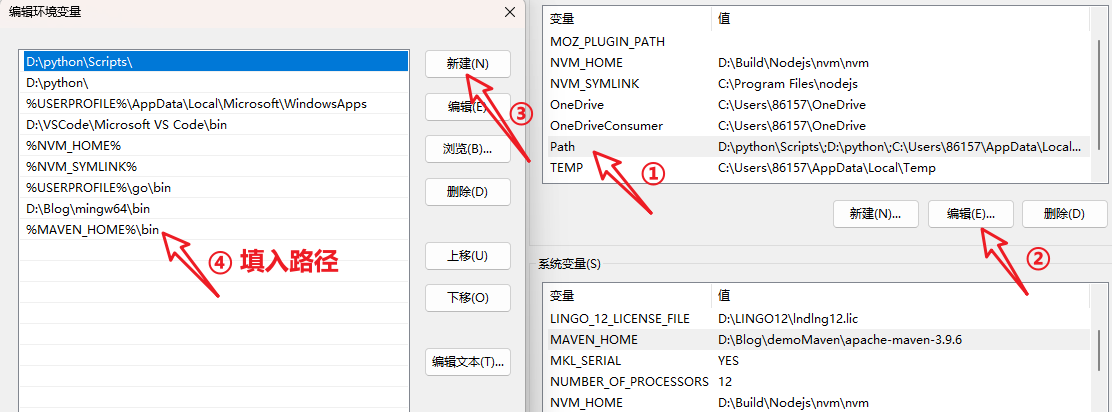 编辑环境变量
D:\python\Scripts\
D:\python\
%USERPROFILE%\AppData\Local\Microsoft\WindowsApps
D:\VSCode\Microsoft VS Code\bin
%NVM_HOME%
%NVM_SYMLINK%
%USERPROFILE%\go\bin
D:\Blog\mingw64\bin
%MAVEN_HOME%\bin
④ 填入路径
新建(N)
③
编辑(E)
浏览(B)...
删除(D)
上移(U)
下移(O)
编辑文本(T)...
变量 值
MOZ_PLUGIN_PATH
NVM_HOME D:\Build\Nodejs\nvm\nvm
NVM_SYMLINK C:\Program Files\nodejs
OneDrive C:\Users\86157\OneDrive
OneDriveConsumer C:\Users\86157\OneDrive
Path D:\python\Scripts\;D:\python\;C:\Users\86157\AppData\Local...
TEMP C:\Users\86157\AppData\Local\Temp
①
新建(N)... 编辑(E)... 删除(D)
②
系统变量(S)
变量 值
LINGO_12_LICENSE_FILE D:\LINGO12\lndlng12.lic
MAVEN_HOME D:\Blog\demoMaven\apache-maven-3.9.6
MKL_SERIAL YES
NUMBER_OF_PROCESSORS 12
NVM_HOME D:\Build\Nodejs\nvm\nvm